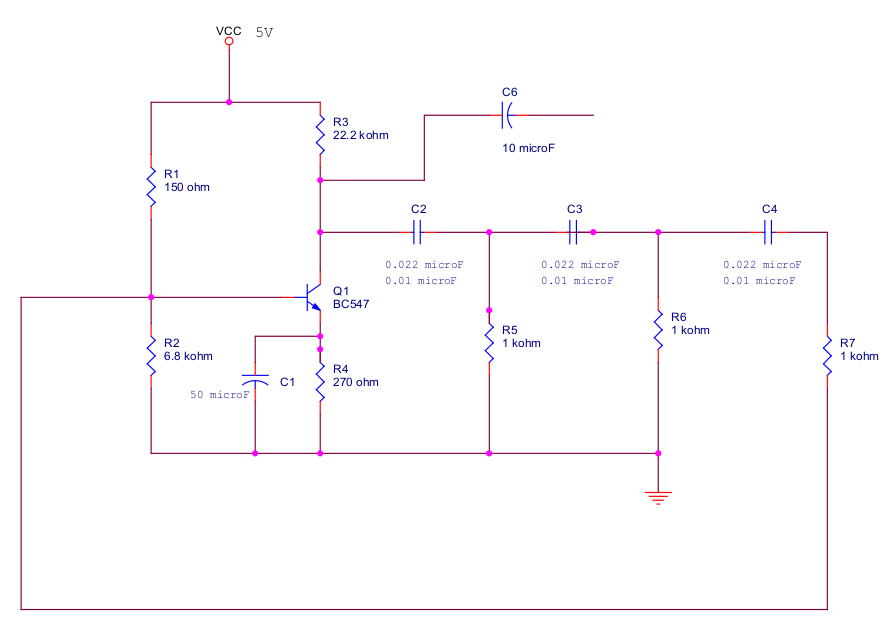 VCC 5V
C6
10 microF
R3
22.2 kohm
R1
150 ohm
C2
0.022 microF
0.01 microF
C3
0.022 microF
0.01 microF
C4
0.022 microF
0.01 microF
Q1
BC547
R2
6.8 kohm
50 microF
C1
R4
270 ohm
R5
1 kohm
R6
1 kohm
R7
1 kohm